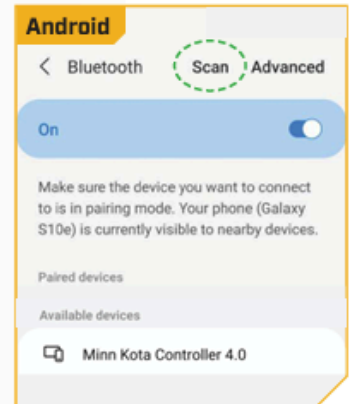 Android
< Bluetooth Scan Advanced
On
Make sure the device you want to connect
to is in pairing mode. Your phone (Galaxy
S10e) is currently visible to nearby devices.
Paired devices
Available devices
Minn Kota Controller 4.0